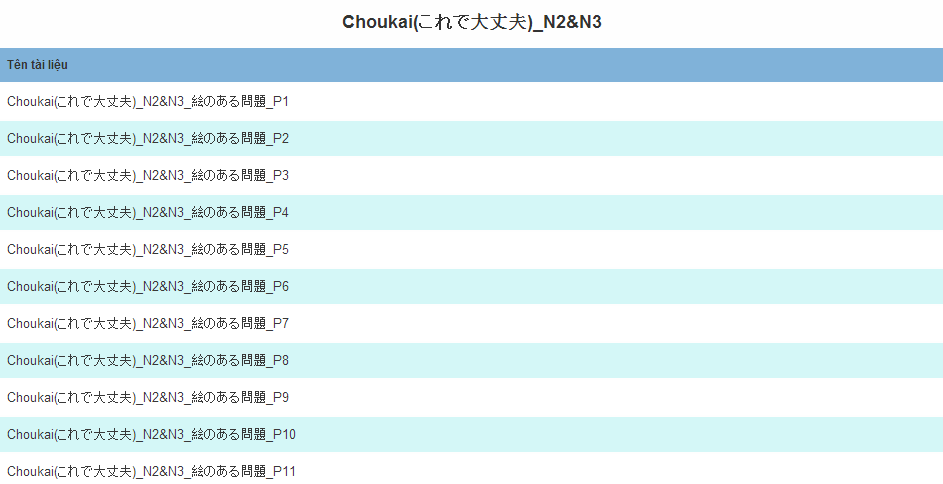 Choukai(これで大丈夫)_N2&N3
Tên tài liệu
Choukai(これで大丈夫)_N2&N3_絵のある問題_P1
Choukai(これで大丈夫)_N2&N3_絵のある問題_P2
Choukai(これで大丈夫)_N2&N3_絵のある問題_P3
Choukai(これで大丈夫)_N2&N3_絵のある問題_P4
Choukai(これで大丈夫)_N2&N3_絵のある問題_P5
Choukai(これで大丈夫)_N2&N3_絵のある問題_P6
Choukai(これで大丈夫)_N2&N3_絵のある問題_P7
Choukai(これで大丈夫)_N2&N3_絵のある問題_P8
Choukai(これで大丈夫)_N2&N3_絵のある問題_P9
Choukai(これで大丈夫)_N2&N3_絵のある問題_P10
Choukai(これで大丈夫)_N2&N3_絵のある問題_P11